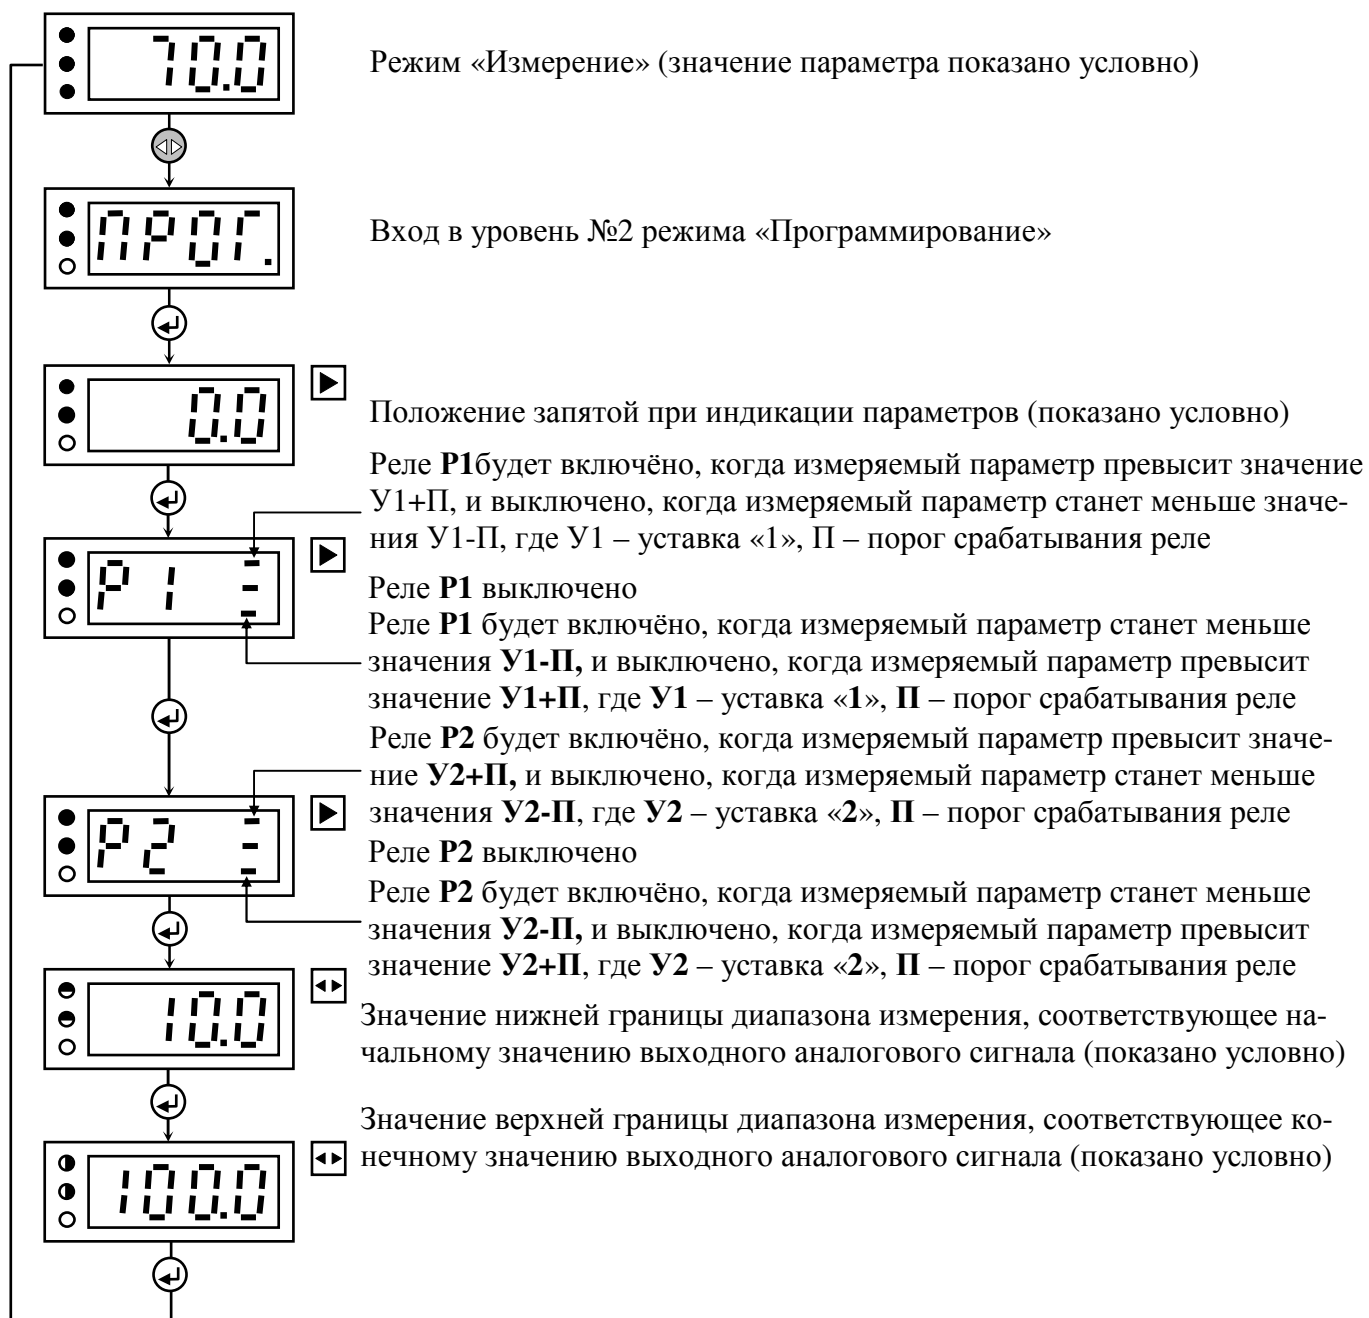 70.0
Режим «Измерение» (значение параметра показано условно)
ПРОГ.
Вход в уровень №2 режима «Программирование»
0.0
Положение запятой при индикации параметров (показано условно)
Реле Р1будет включёно, когда измеряемый параметр превысит значение
У1+П, и выключено, когда измеряемый параметр станет меньше значе-
ния У1-П, где У1 – уставка «1», П – порог срабатывания реле
Р1
Реле Р1 выключено
Реле Р1 будет включёно, когда измеряемый параметр станет меньше
значения У1-П, и выключено, когда измеряемый параметр превысит
значение У1+П, где У1 – уставка «1», П – порог срабатывания реле
Реле Р2 будет включёно, когда измеряемый параметр превысит значе-
ние У2+П, и выключено, когда измеряемый параметр станет меньше
значения У2-П, где У2 – уставка «2», П – порог срабатывания реле
Р2
Реле Р2 выключено
Реле Р2 будет включёно, когда измеряемый параметр станет меньше
значения У2-П, и выключено, когда измеряемый параметр превысит
значение У2+П, где У2 – уставка «2», П – порог срабатывания реле
10.0
Значение нижней границы диапазона измерения, соответствующее на-
чальному значению выходного аналогового сигнала (показано условно)
100.0
Значение верхней границы диапазона измерения, соответствующее ко-
нечному значению выходного аналогового сигнала (показано условно)